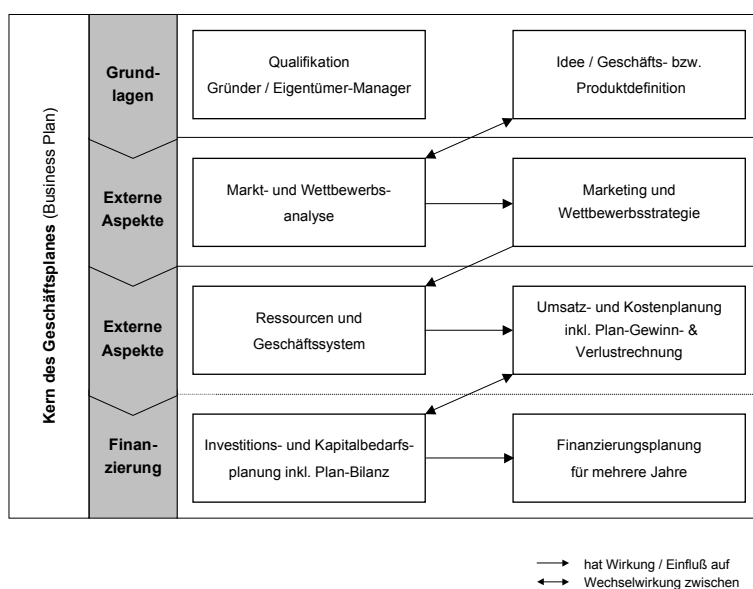 Kern des Geschäftsplanes (Business Plan)
Grund-
lagen
Qualifikation
Gründer / Eigentümer-Manager
Idee / Geschäfts- bzw.
Produktdefinition
Externe
Aspekte
Markt- und Wettbewerbs-
analyse
Marketing und
Wettbewerbsstrategie
Externe
Aspekte
Ressourcen und
Geschäftssystem
Umsatz- und Kostenplanung
inkl. Plan-Gewinn- &
Verlustrechnung
Finan-
zierung
Investitions- und Kapitalbedarfs-
planung inkl. Plan-Bilanz
Finanzierungsplanung
für mehrere Jahre
hat Wirkung / Einfluß auf
Wechselwirkung zwischen